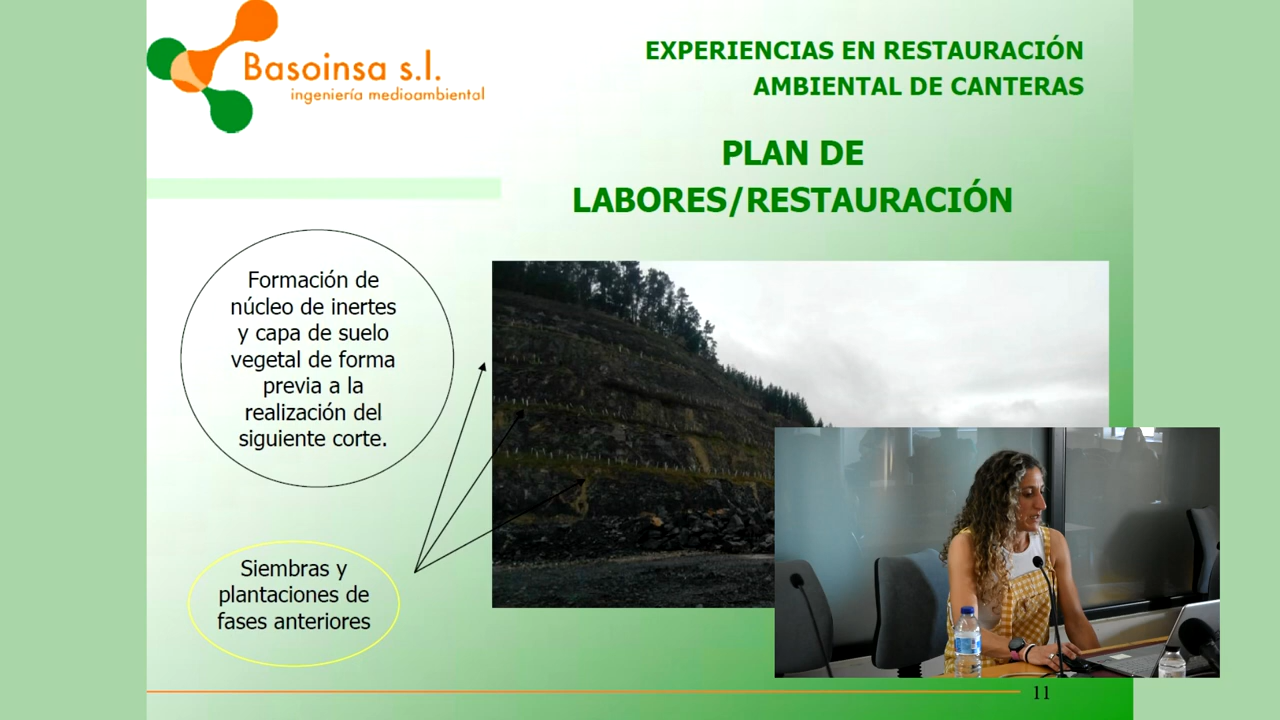 Basoinsa s.l.
ingeniería medioambiental
EXPERIENCIAS EN RESTAURACIÓN
AMBIENTAL DE CANTERAS
PLAN DE
LABORES/RESTAURACIÓN
Formación de
núcleo de inertes
y capa de suelo
vegetal de forma
previa a la
realización del
siguiente corte.
Siembras y
plantaciones de
fases anteriores
11